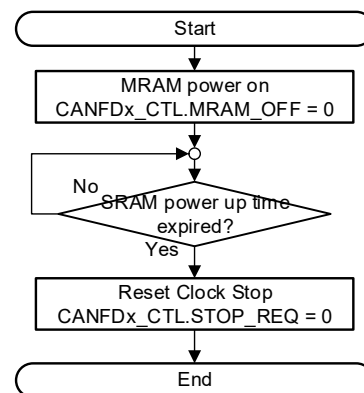 Start
MRAM power on
CANFDx_CTL.MRAM_OFF = 0
No
SRAM power up time
expired?
Yes
Reset Clock Stop
CANFDx_CTL.STOP_REQ = 0
End